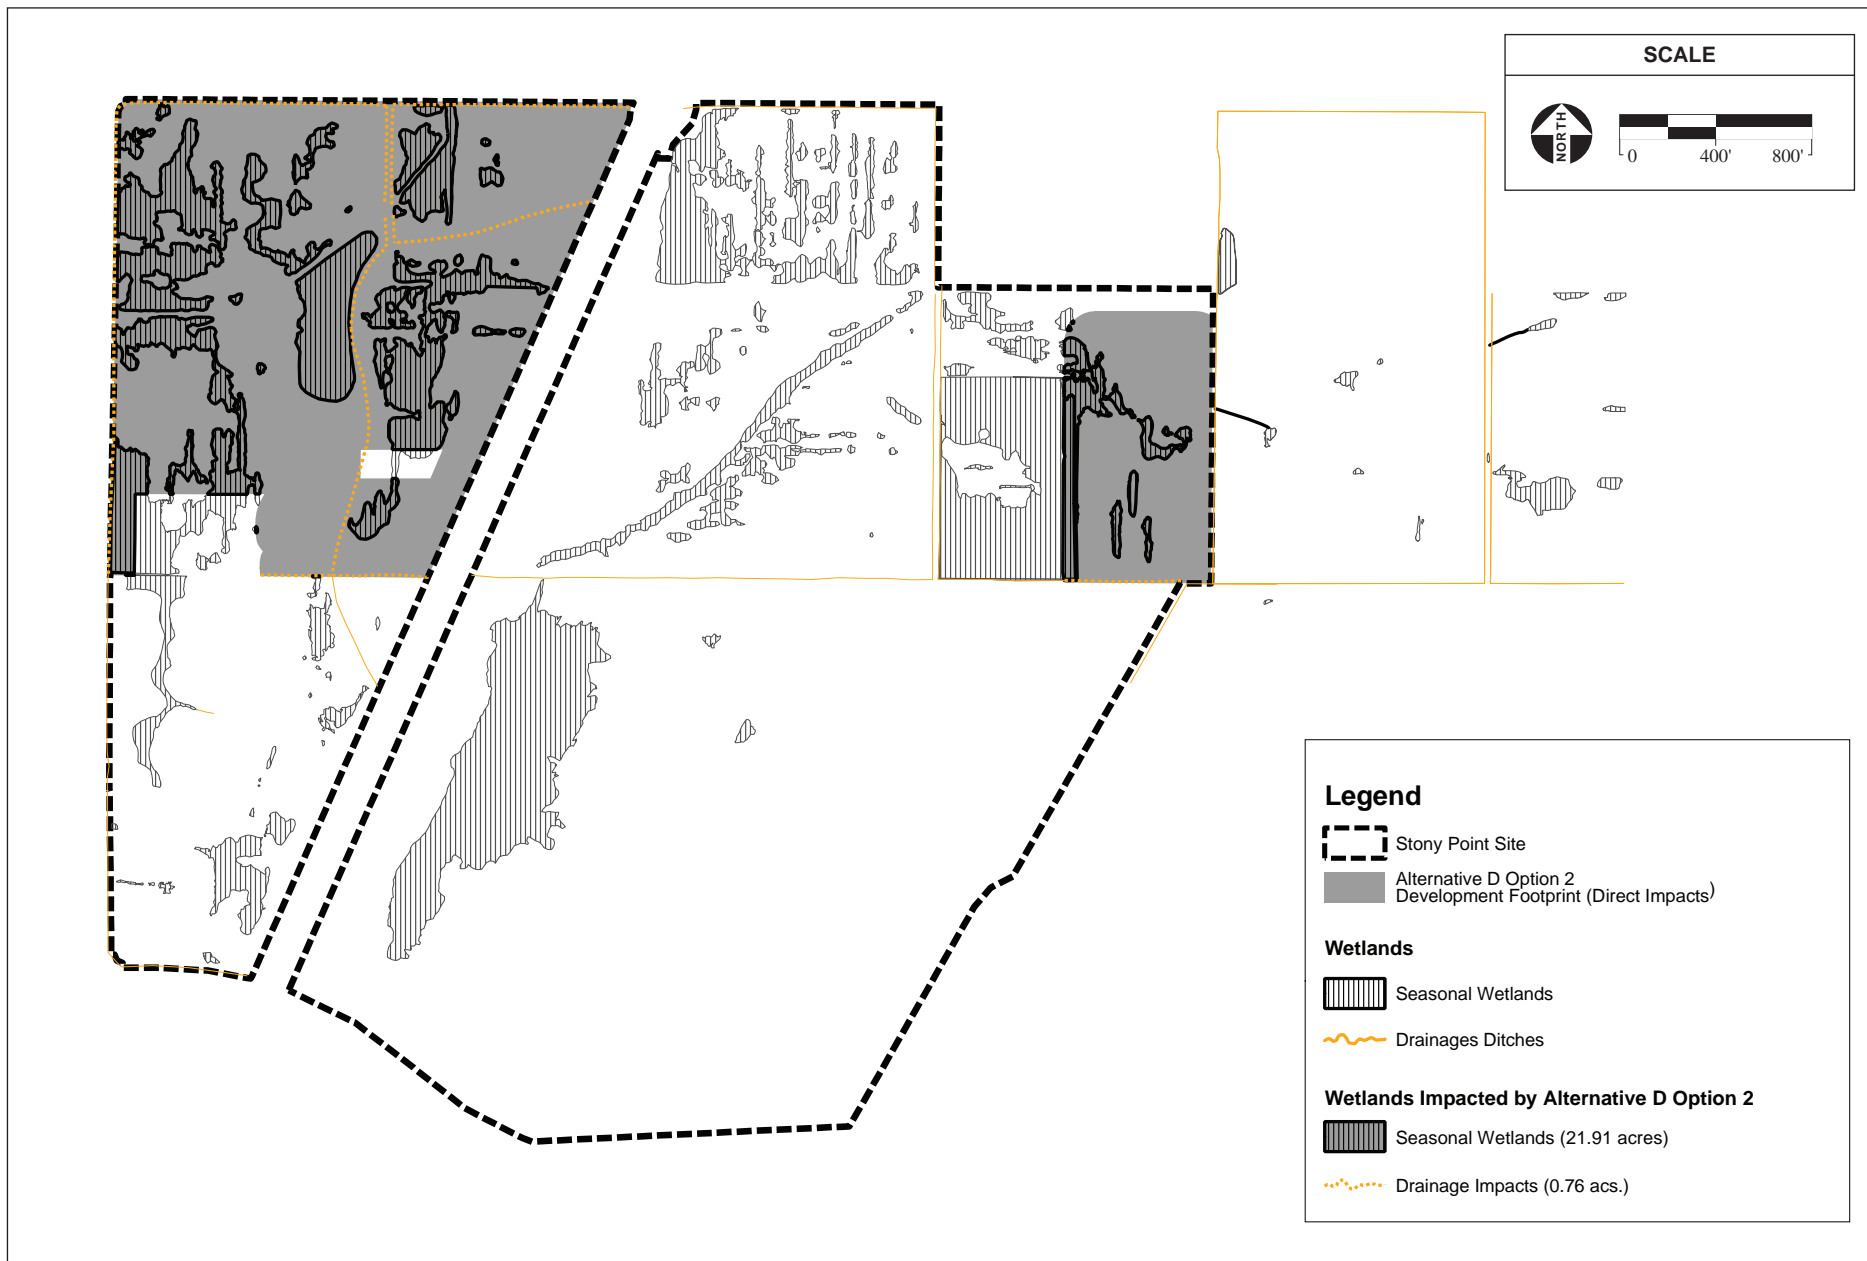 SCALE
NORTH
0 400' 800'
Legend
Stony Point Site
Alternative D Option 2
Development Footprint (Direct Impacts)
Wetlands
Seasonal Wetlands
Drainages Ditches
Wetlands Impacted by Alternative D Option 2
Seasonal Wetlands (21.91 acres)
Drainage Impacts (0.76 acs.)